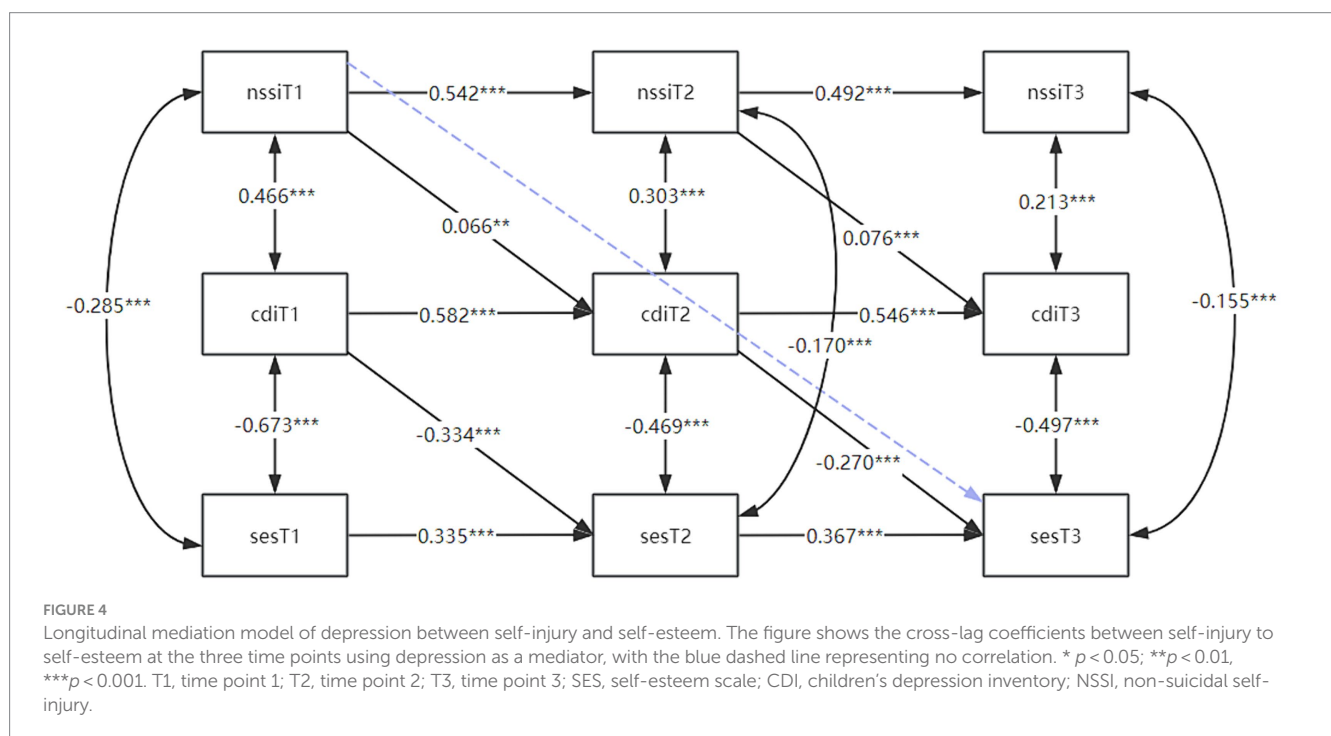 nssiT1
0.542***
nssiT2
0.492***
nssiT3
0.466***
0.303***
0.213***
0.066**
0.076***
-0.285***
cdiT1
0.582***
cdiT2
0.546***
cdiT3
-0.155***
-0.170***
-0.673***
-0.334***
-0.469***
-0.270***
-0.497***
sesT1
0.335***
sesT2
0.367***
sesT3
FIGURE 4
Longitudinal mediation model of depression between self-injury and self-esteem. The figure shows the cross-lag coefficients between self-injury to
self-esteem at the three time points using depression as a mediator, with the blue dashed line representing no correlation. * p < 0.05; **p < 0.01,
***p < 0.001. T1, time point 1; T2, time point 2; T3, time point 3; SES, self-esteem scale; CDI, children’s depression inventory; NSSI, non-suicidal self-
injury.